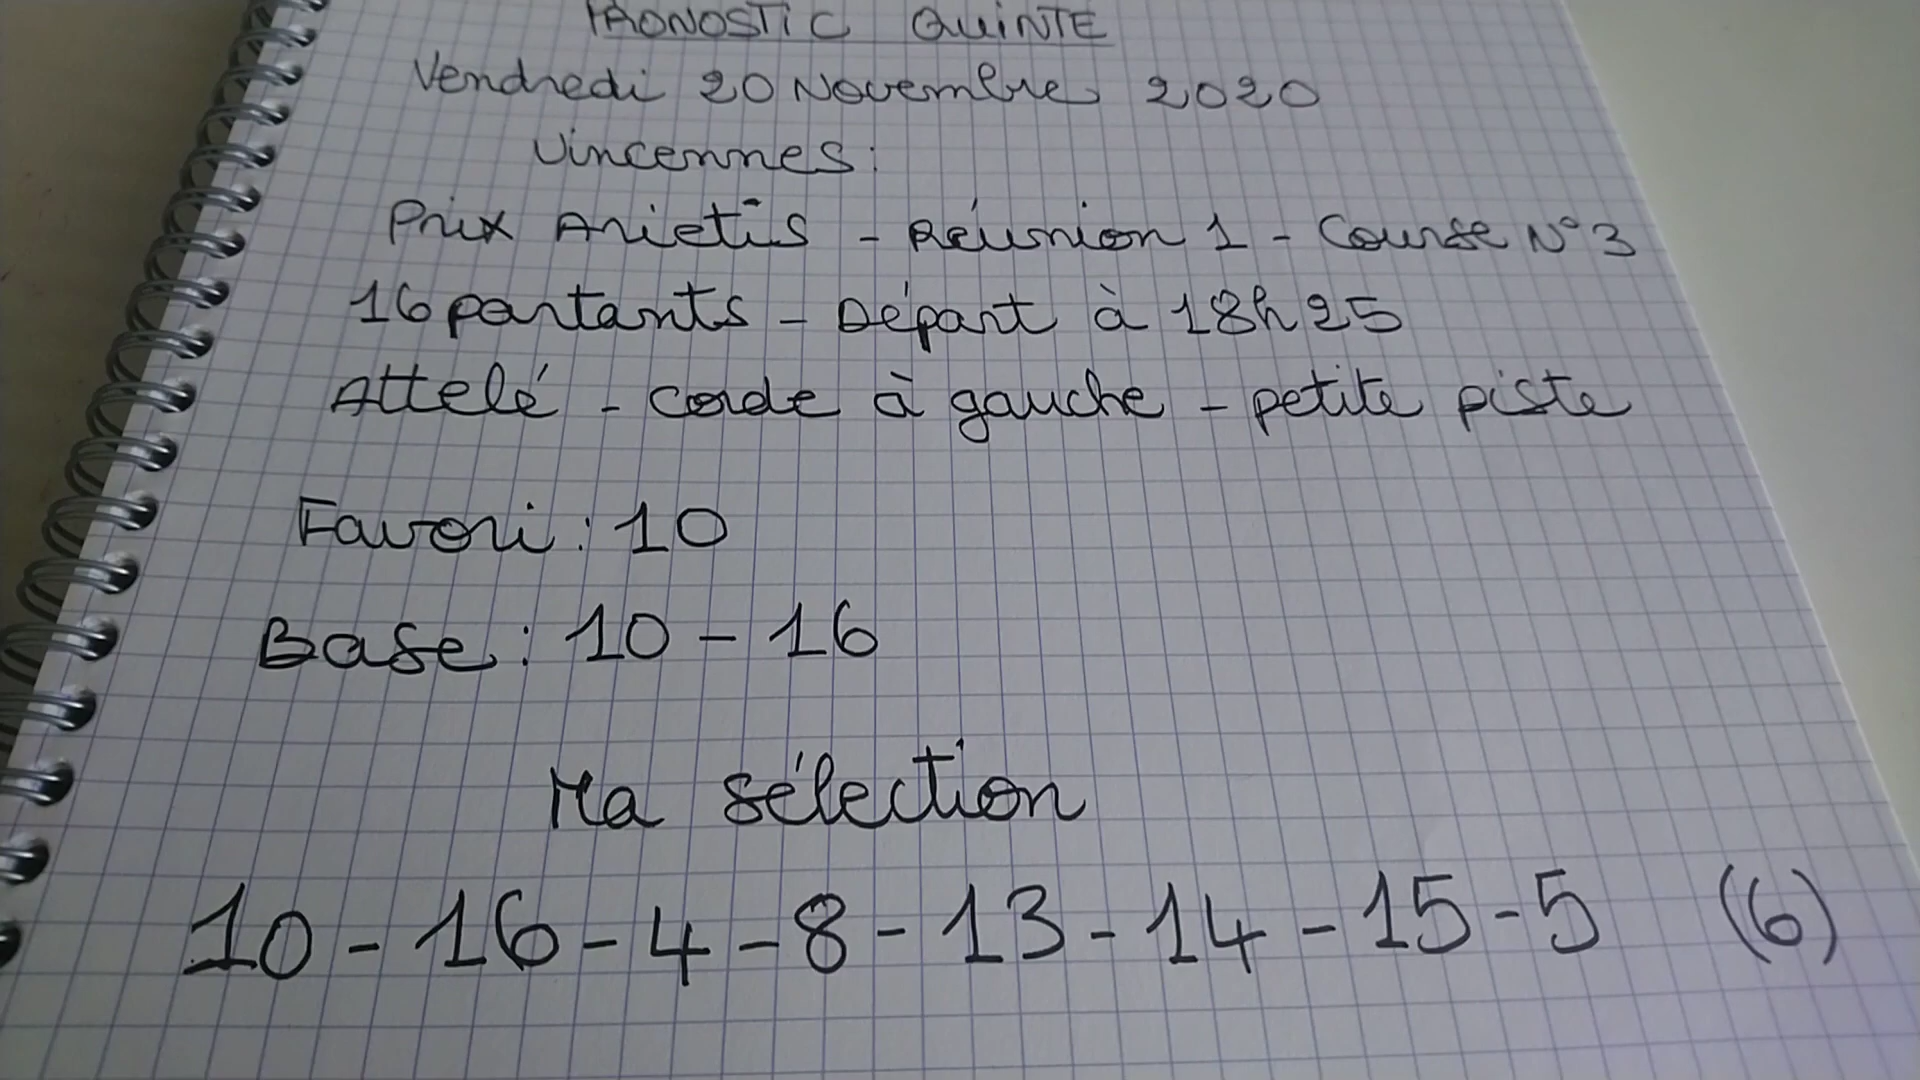 PRONOSTIC QUINTE
Vendredi 20 Novembre 2020
Vincennes:
Prix Arietis - Réunion 1 - Course N°3
16 partants - Départ à 18h25
Attelé - corde à gauche - petite piste
Favori: 10
Base: 10 - 16
Ma sélection
10 - 16 - 4 - 8 - 13 - 14 - 15 - 5 (6)